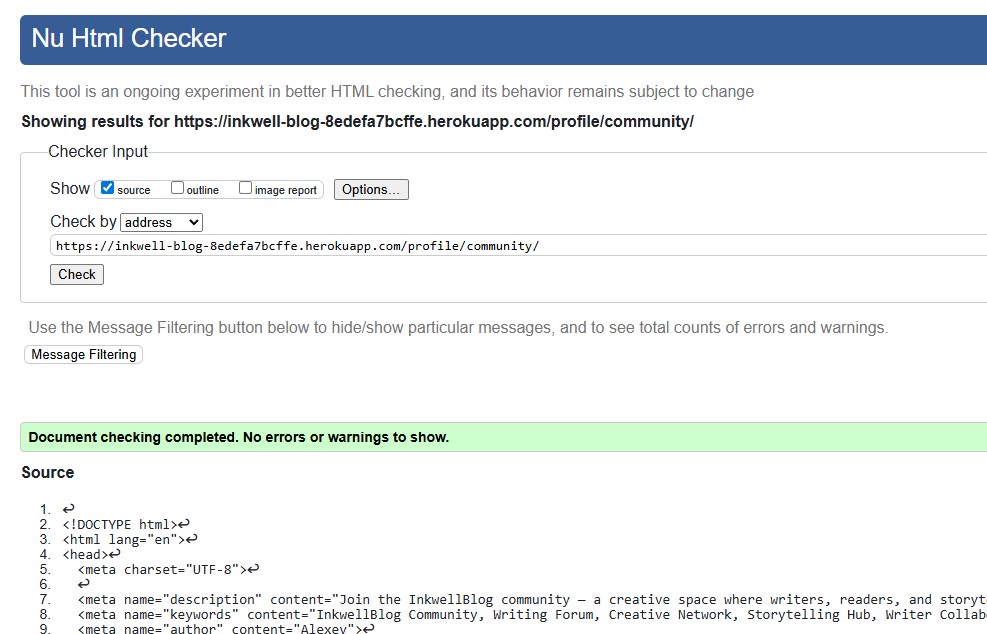 Nu Html Checker
This tool is an ongoing experiment in better HTML checking, and its behavior remains subject to change
Showing results for https://inkwell-blog-8edefa7bcffe.herokuapp.com/profile/community/
Checker Input
Show source outline image report Options...
Check by address
https://inkwell-blog-8edefa7bcffe.herokuapp.com/profile/community/
Check
Use the Message Filtering button below to hide/show particular messages, and to see total counts of errors and warnings.
Message Filtering
Document checking completed. No errors or warnings to show.
Source
1. ↩
2. <!DOCTYPE html>↩
3. <html lang="en">↩
4. <head>↩
5. <meta charset="UTF-8">↩
6. ↩
7. <meta name="description" content="Join the InkwellBlog community — a creative space where writers, readers, and storyt
8. <meta name="keywords" content="InkwellBlog Community, Writing Forum, Creative Network, Storytelling Hub, Writer Collab
9. <meta name="author" content="Alexey">↩